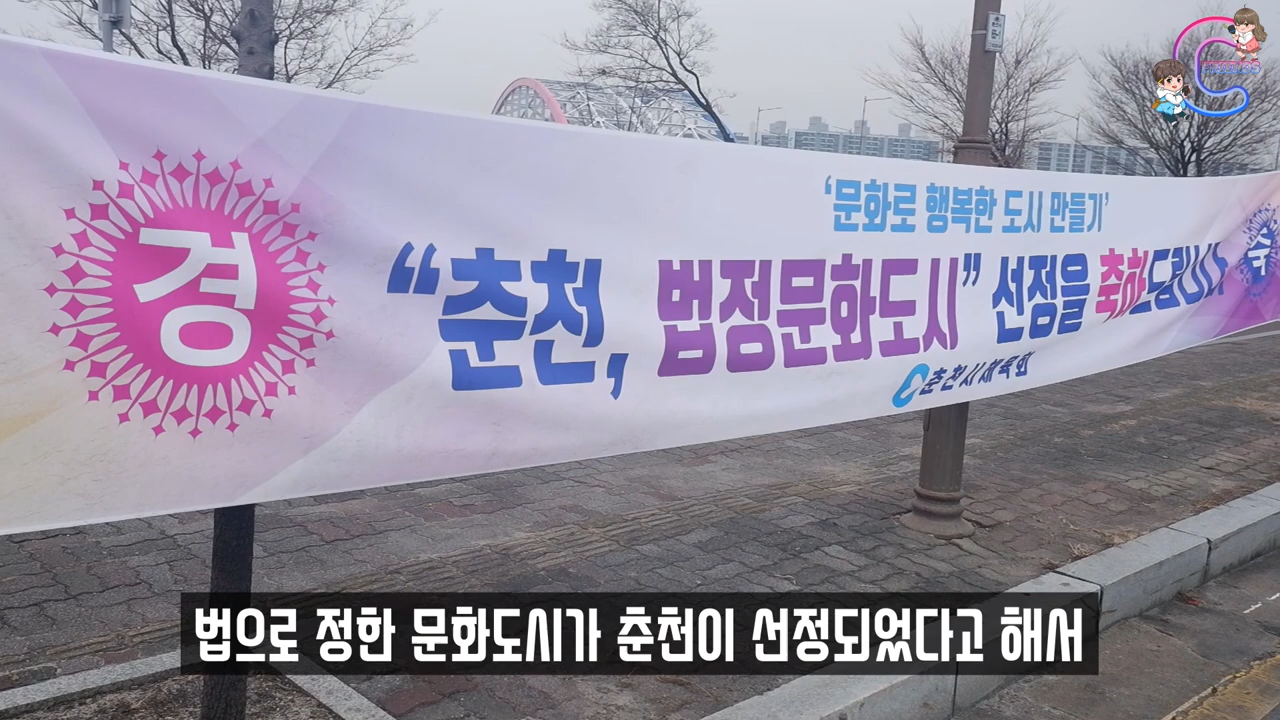 '문화로 행복한 도시 만들기'
경 "춘천, 법정문화도시" 선정을 축하드립니다 축
춘천시체육회
법으로 정한 문화도시가 춘천이 선정되었다고 해서